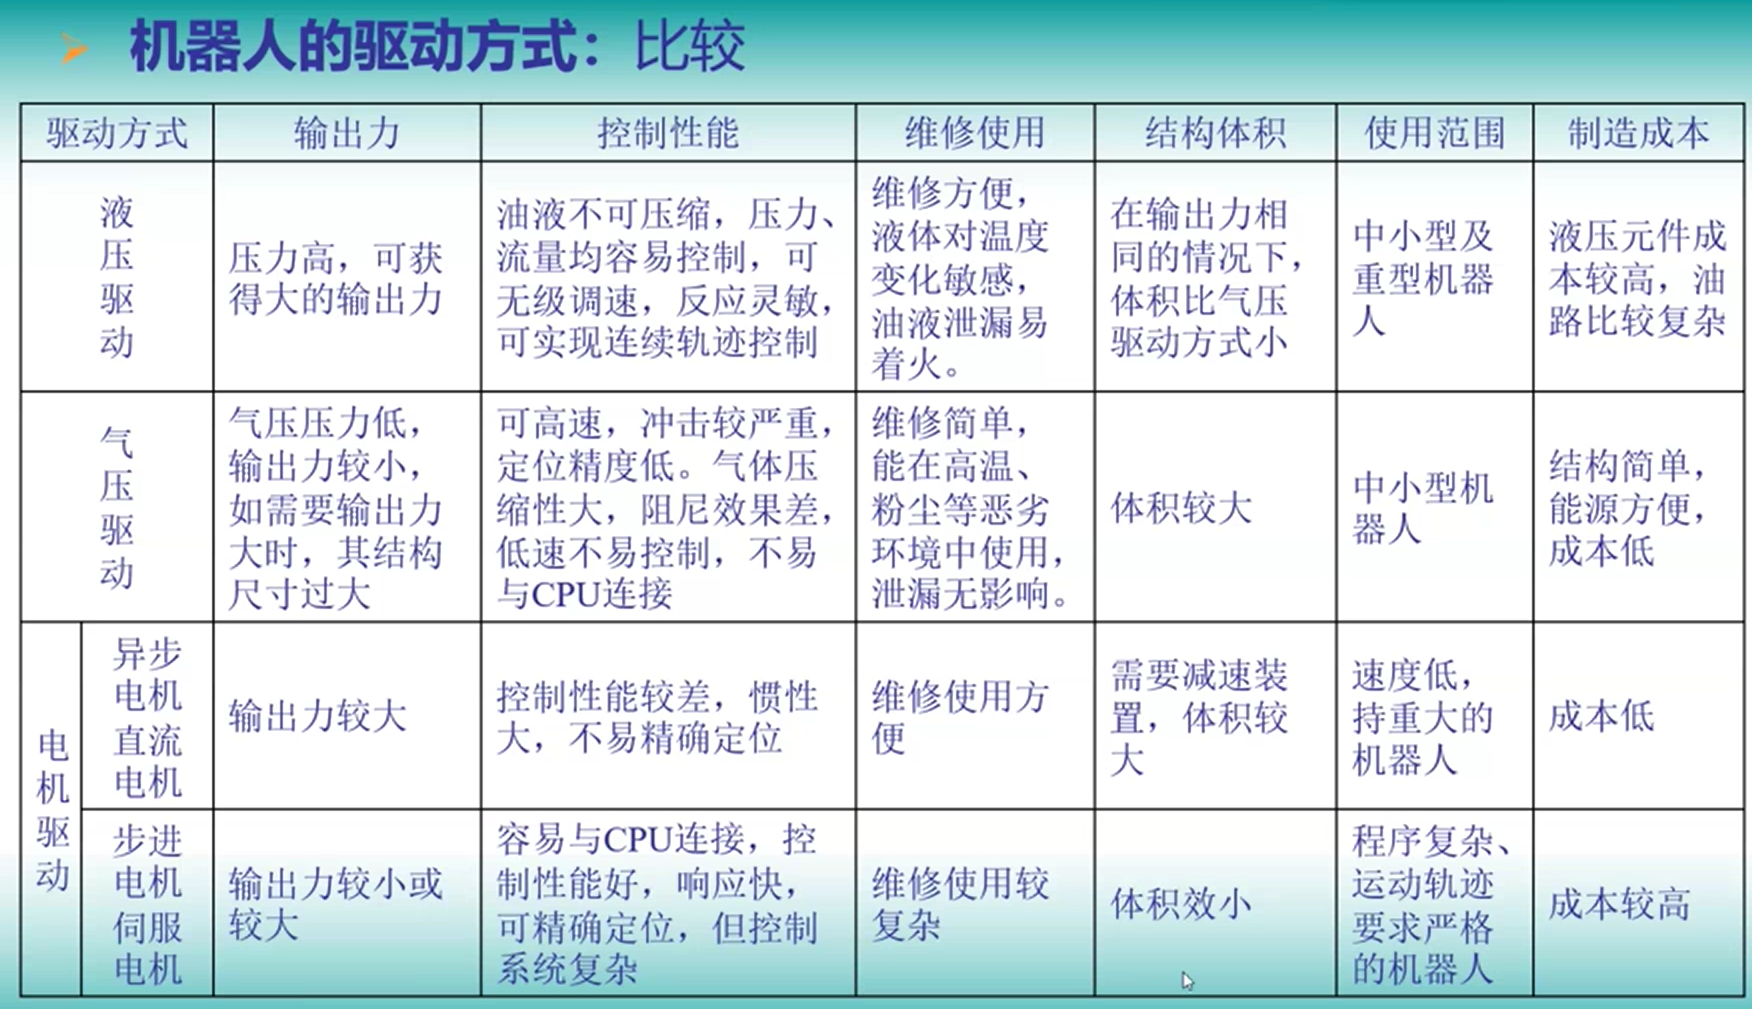 机器人的驱动方式：比较
驱动方式
输出力
控制性能
维修使用
结构体积
使用范围
制造成本
液
压
驱
动
压力高，可获
得大的输出力
油液不可压缩，压力、
流量均容易控制，可
无级调速，反应灵敏，
可实现连续轨迹控制
维修方便，
液体对温度
变化敏感，
油液泄漏易
着火。
在输出力相
同的情况下，
体积比气压
驱动方式小
中小型及
重型机器
人
液压元件成
本较高，油
路比较复杂
气
压
驱
动
气压压力低，
输出力较小，
如需要输出力
大时，其结构
尺寸过大
可高速，冲击较严重，
定位精度低。气体压
缩性大，阻尼效果差，
低速不易控制，不易
与CPU连接
维修简单，
能在高温、
粉尘等恶劣
环境中使用，
泄漏无影响。
体积较大
中小型机
器人
结构简单，
能源方便，
成本低
电
机
驱
动
异步
电机
直流
电机
输出力较大
控制性能较差，惯性
大，不易精确定位
维修使用方
便
需要减速装
置，体积较
大
速度低，
持重大的
机器人
成本低
步进
电机
伺服
电机
输出力较小或
较大
容易与CPU连接，控
制性能好，响应快，
可精确定位，但控制
系统复杂
维修使用较
复杂
体积效小
程序复杂、
运动轨迹
要求严格
的机器人
成本较高